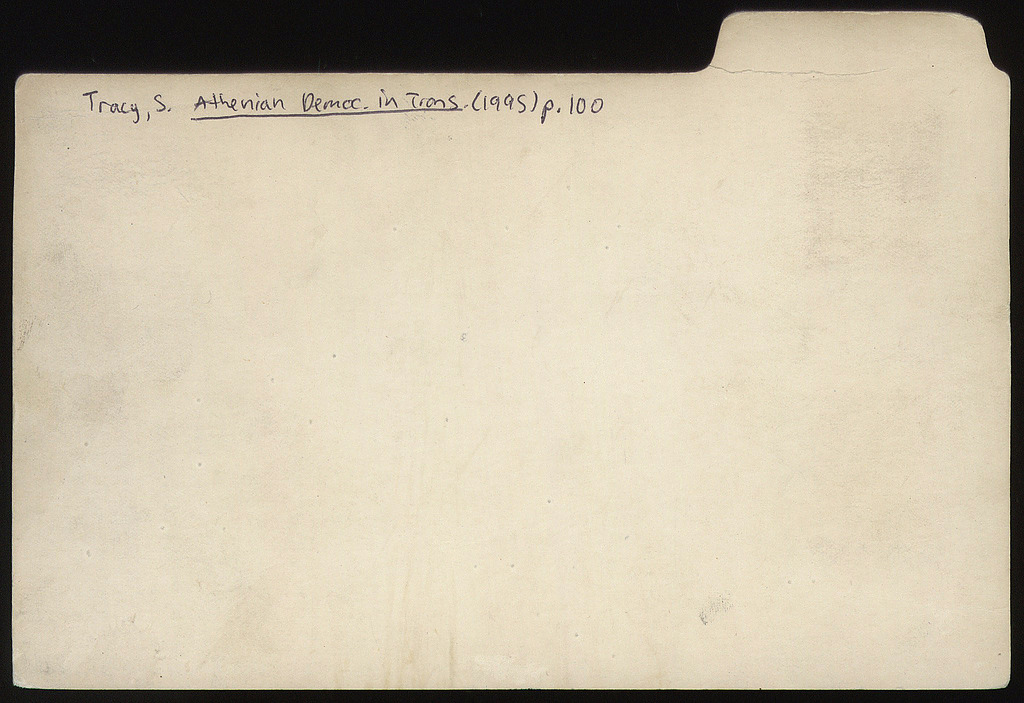 Tracy, S. Athenian Democ. in Trans. (1995) p. 100